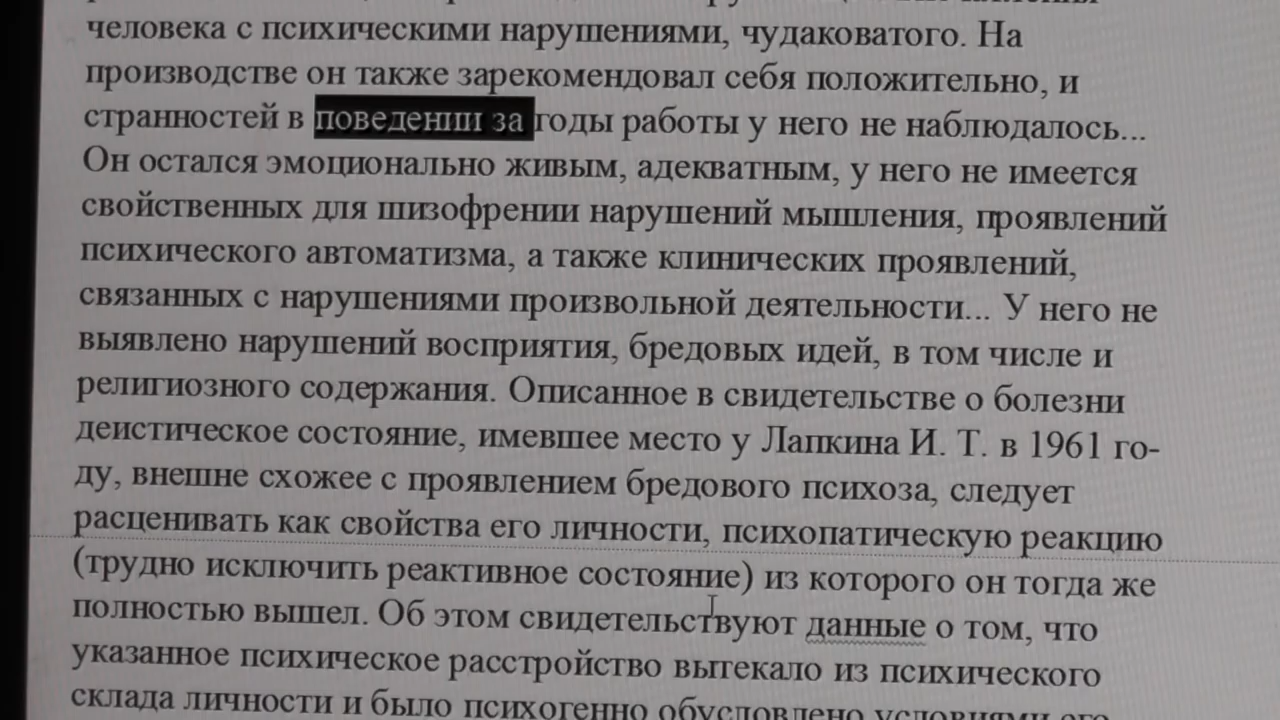 человека с психическими нарушениями, чудаковатого. На
производстве он также зарекомендовал себя положительно, и
странностей в поведении за годы работы у него не наблюдалось...
Он остался эмоционально живым, адекватным, у него не имеется
свойственных для шизофрении нарушений мышления, проявлений
психического автоматизма, а также клинических проявлений,
связанных с нарушениями произвольной деятельности... У него не
выявлено нарушений восприятия, бредовых идей, в том числе и
религиозного содержания. Описанное в свидетельстве о болезни
деистическое состояние, имевшее место у Лапкина И. Т. в 1961 го-
ду, внешне схожее с проявлением бредового психоза, следует
расценивать как свойства его личности, психопатическую реакцию
(трудно исключить реактивное состояние) из которого он тогда же
полностью вышел. Об этом свидетельствуют данные о том, что
указанное психическое расстройство вытекало из психического
склада личности и было психогенно обусловлено условиями его